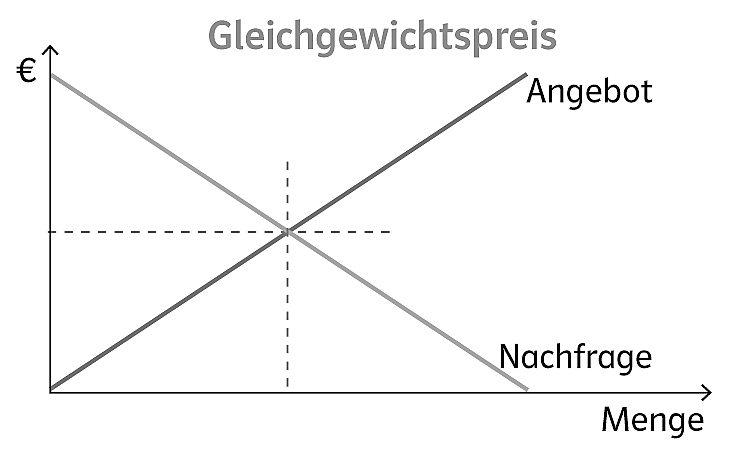 Gleichgewichtspreis
€
Angebot
Nachfrage
Menge